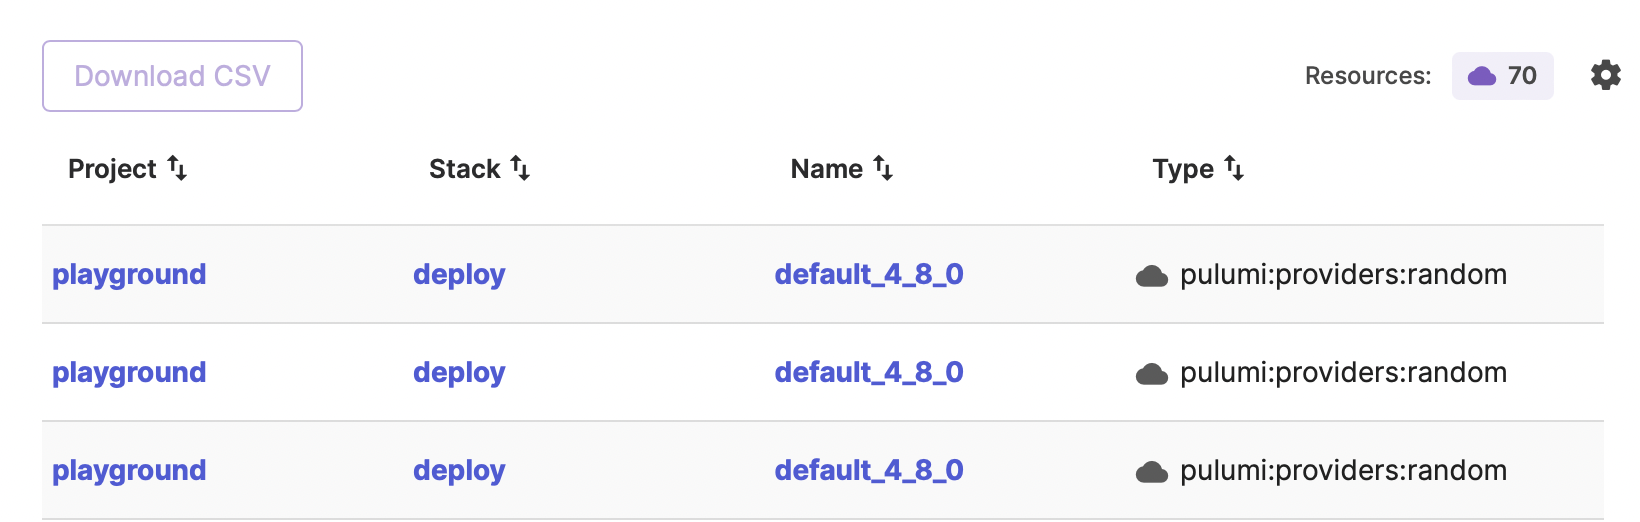 Download CSV
Resources: 70
Project Stack Name Type
playground deploy default_4_8_0 pulumi:providers:random
playground deploy default_4_8_0 pulumi:providers:random
playground deploy default_4_8_0 pulumi:providers:random